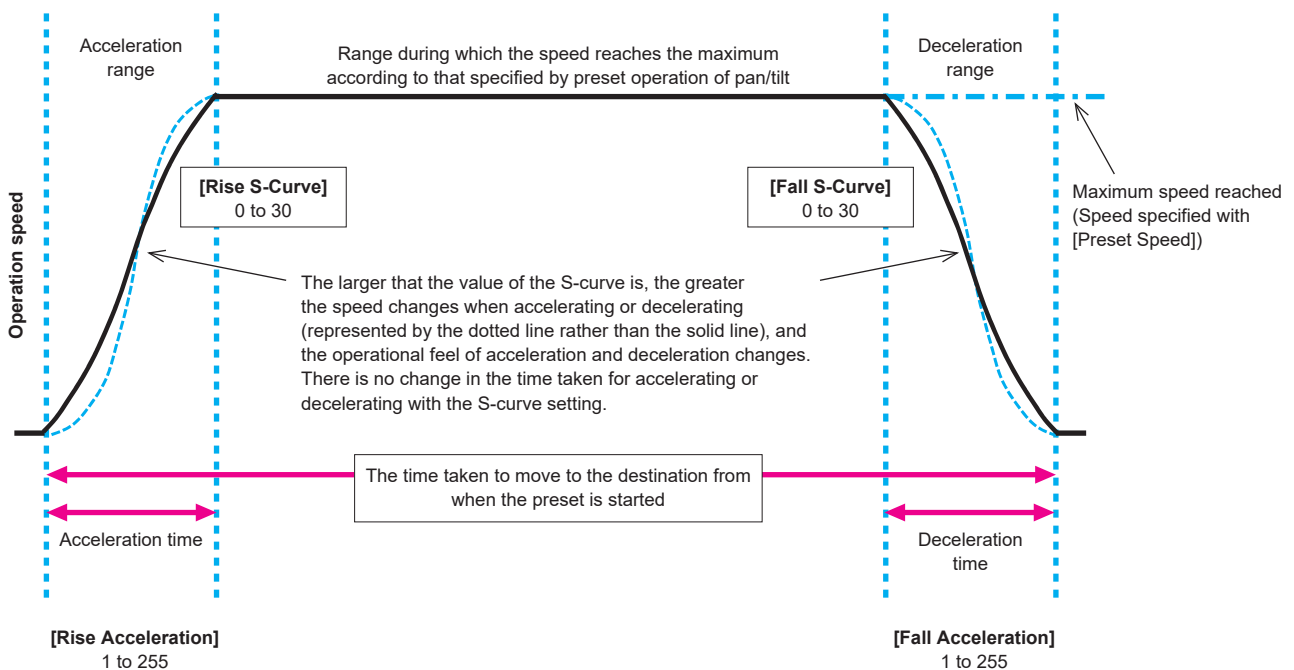 Acceleration
range
Range during which the speed reaches the maximum
according to that specified by preset operation of pan/tilt
Deceleration
range
[Rise S-Curve]
0 to 30
[Fall S-Curve]
0 to 30
Maximum speed reached
(Speed specified with
[Preset Speed])
Operation speed
The larger that the value of the S-curve is, the greater
the speed changes when accelerating or decelerating
(represented by the dotted line rather than the solid line), and
the operational feel of acceleration and deceleration changes.
There is no change in the time taken for accelerating or
decelerating with the S-curve setting.
The time taken to move to the destination from
when the preset is started
Acceleration time
Deceleration
time
[Rise Acceleration]
1 to 255
[Fall Acceleration]
1 to 255